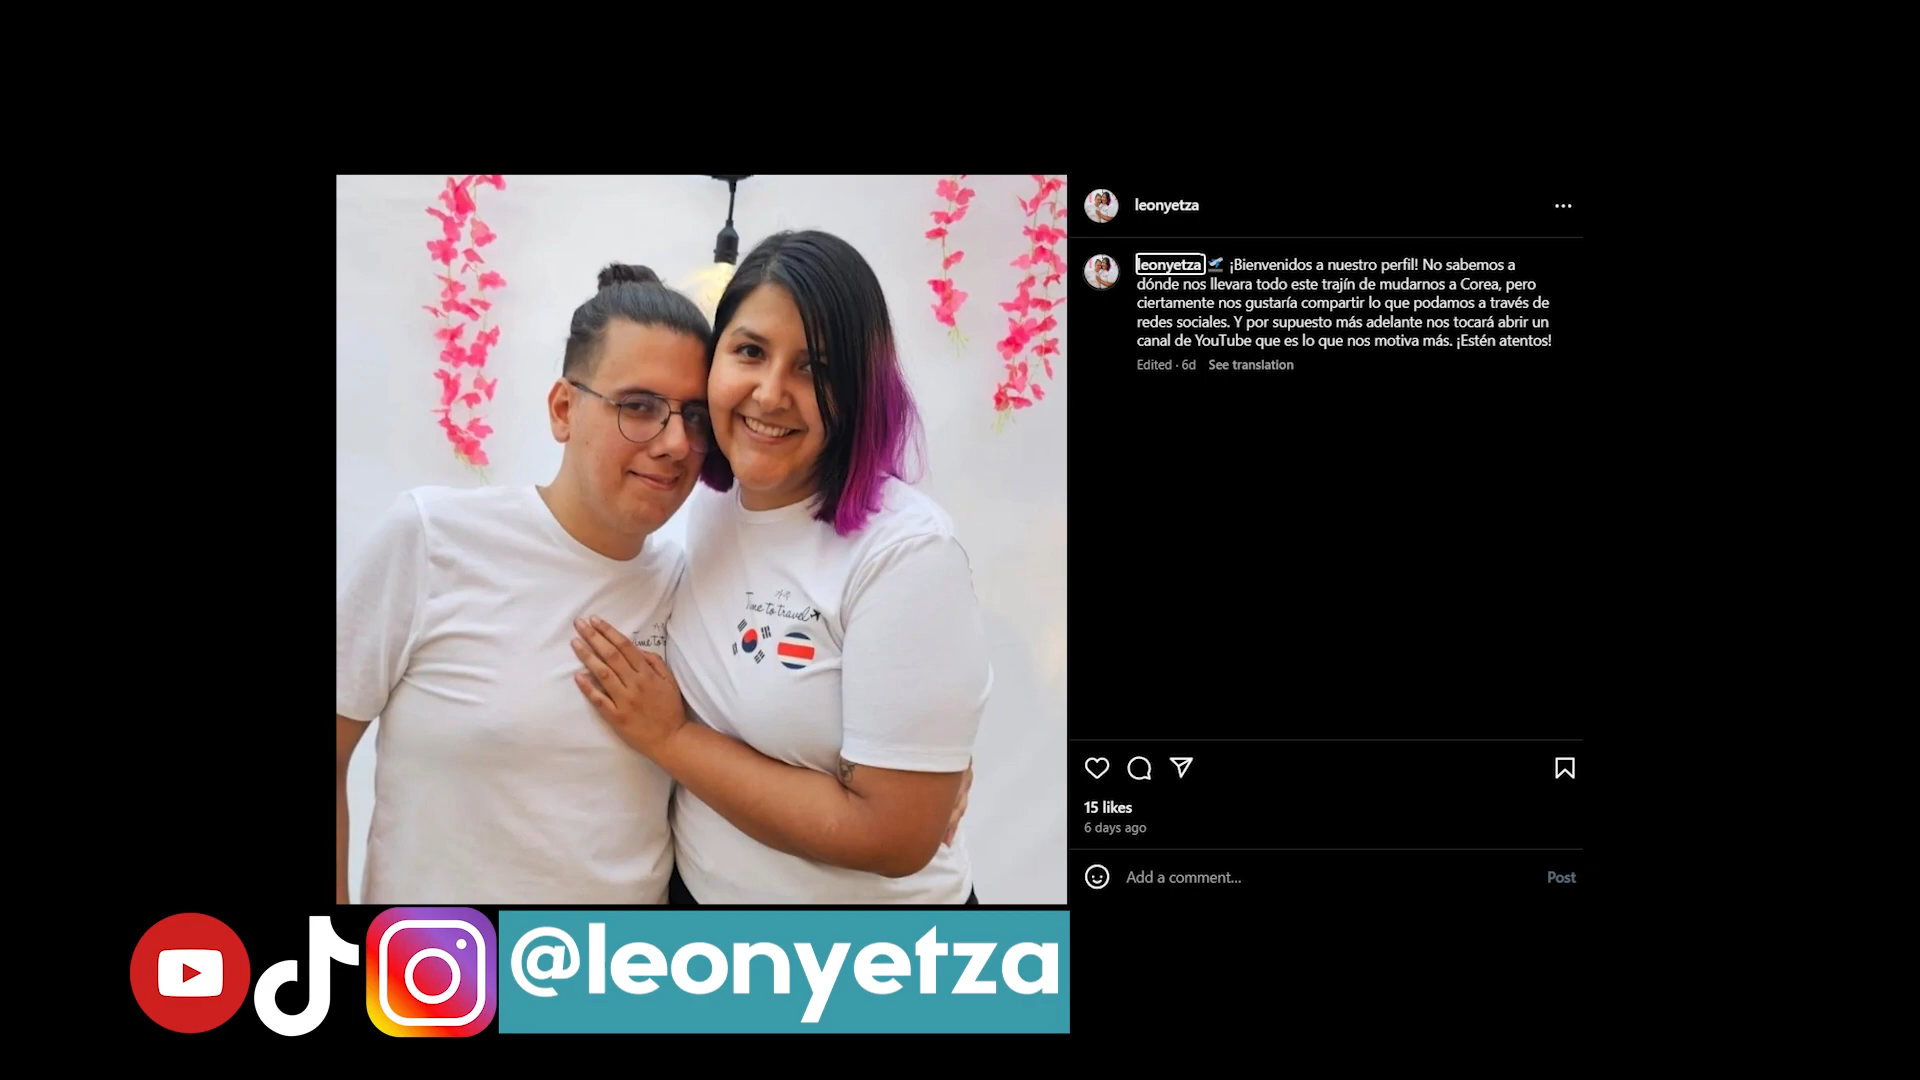 leonyetza
leonyetza 🛫 ¡Bienvenidos a nuestro perfil! No sabemos a
dónde nos llevara todo este trajín de mudarnos a Corea, pero
ciertamente nos gustaría compartir lo que podamos a través de
redes sociales. Y por supuesto más adelante nos tocará abrir un
canal de YouTube que es lo que nos motiva más. ¡Estén atentos!
Edited · 6d See translation
Time to travel
Time to
15 likes
6 days ago
Add a comment...
Post
@leonyetza